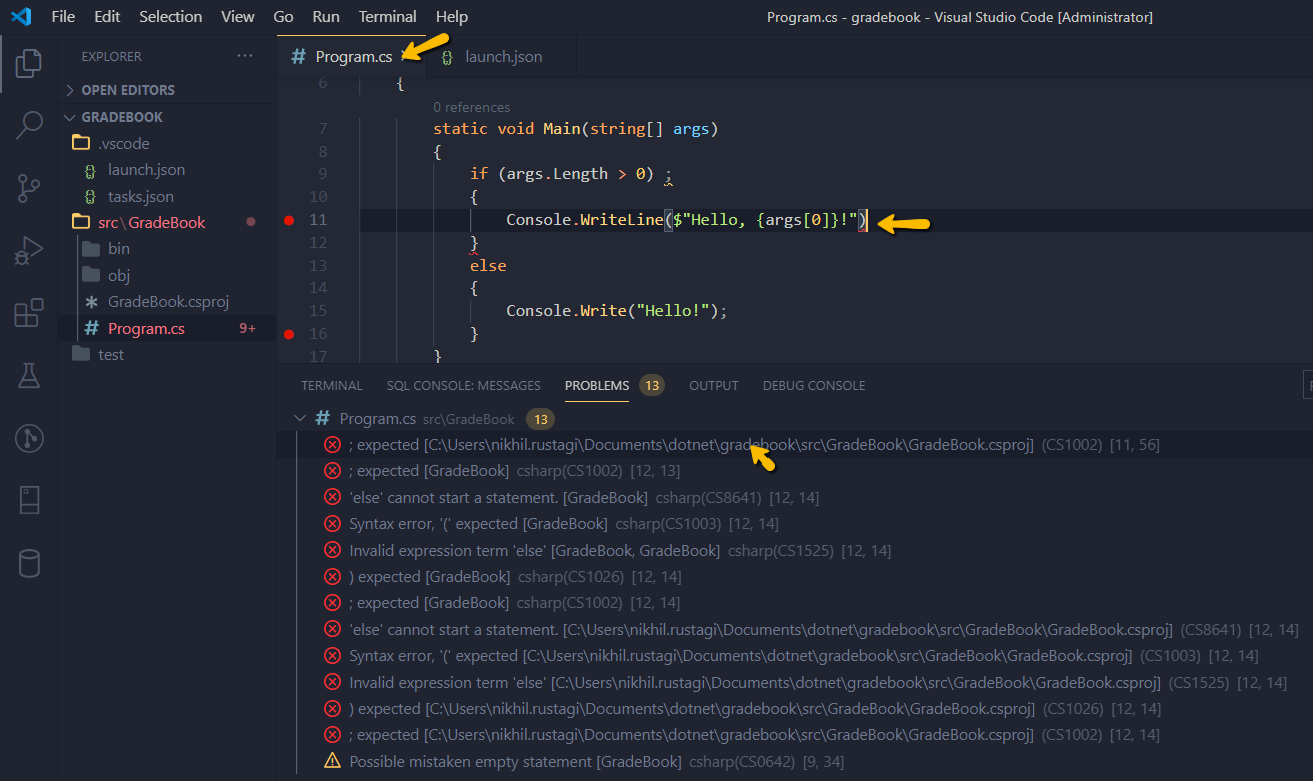 File Edit Selection View Go Run Terminal Help Program.cs - gradebook - Visual Studio Code [Administrator]
EXPLORER ···
# Program.cs {} launch.json
OPEN EDITORS
GRADEBOOK
.vscode
{} launch.json
{} tasks.json
src\GradeBook
bin
obj
* GradeBook.csproj
# Program.cs 9+
test
6 {
0 references
7 static void Main(string[] args)
8 {
9 if (args.Length > 0) ;
10 {
11 Console.WriteLine($"Hello, {args[0]}!")
12 }
13 else
14 {
15 Console.Write("Hello!");
16 }
17 }
TERMINAL SQL CONSOLE: MESSAGES PROBLEMS 13 OUTPUT DEBUG CONSOLE
# Program.cs src\GradeBook 13
; expected [C:\Users\nikhil.rustagi\Documents\dotnet\gradebook\src\GradeBook\GradeBook.csproj] (CS1002) [11, 56]
; expected [GradeBook] csharp(CS1002) [12, 13]
'else' cannot start a statement. [GradeBook] csharp(CS8641) [12, 14]
Syntax error, '(' expected [GradeBook] csharp(CS1003) [12, 14]
Invalid expression term 'else' [GradeBook, GradeBook] csharp(CS1525) [12, 14]
) expected [GradeBook] csharp(CS1026) [12, 14]
; expected [GradeBook] csharp(CS1002) [12, 14]
'else' cannot start a statement. [C:\Users\nikhil.rustagi\Documents\dotnet\gradebook\src\GradeBook\GradeBook.csproj] (CS8641) [12, 14]
Syntax error, '(' expected [C:\Users\nikhil.rustagi\Documents\dotnet\gradebook\src\GradeBook\GradeBook.csproj] (CS1003) [12, 14]
Invalid expression term 'else' [C:\Users\nikhil.rustagi\Documents\dotnet\gradebook\src\GradeBook\GradeBook.csproj] (CS1525) [12, 14]
) expected [C:\Users\nikhil.rustagi\Documents\dotnet\gradebook\src\GradeBook\GradeBook.csproj] (CS1026) [12, 14]
; expected [C:\Users\nikhil.rustagi\Documents\dotnet\gradebook\src\GradeBook\GradeBook.csproj] (CS1002) [12, 14]
Possible mistaken empty statement [GradeBook] csharp(CS0642) [9, 34]